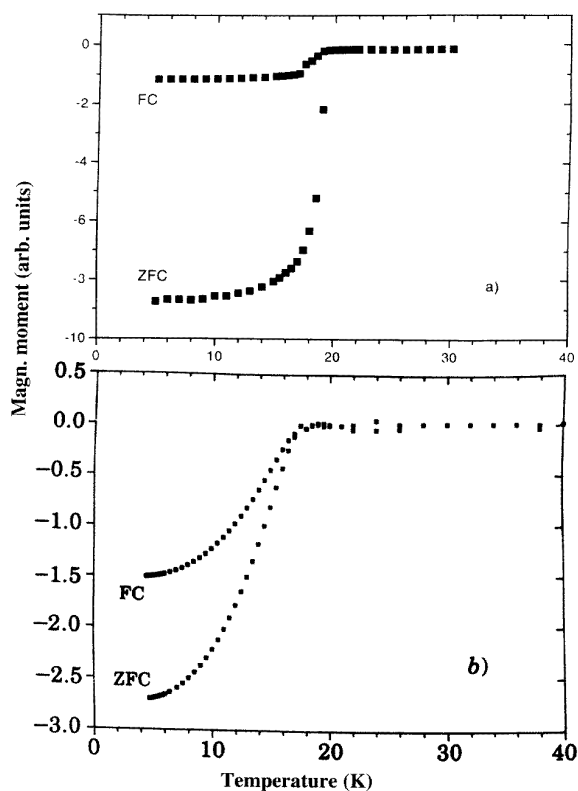 Magn. moment (arb. units)
0
-2
-4
-6
-8
-10
FC
ZFC
a)
0 10 20 30 40
0.5
0.0
−0.5
−1.0
−1.5
−2.0
−2.5
−3.0
FC
ZFC
b)
0 10 20 30 40
Temperature (K)